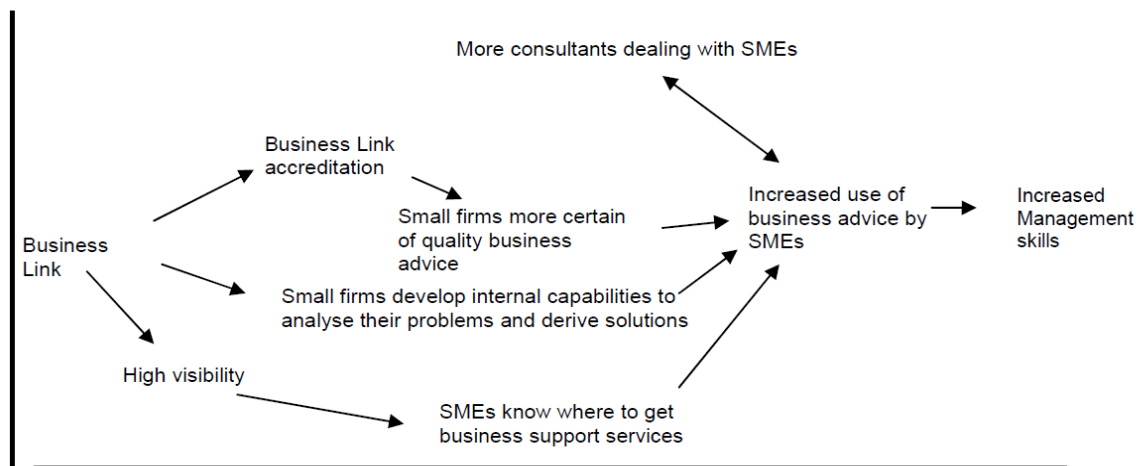 More consultants dealing with SMEs
Business Link
accreditation
Increased use of
business advice by
SMEs
Increased
Management
skills
Small firms more certain
of quality business
advice
Business
Link
Small firms develop internal capabilities to
analyse their problems and derive solutions
High visibility
SMEs know where to get
business support services